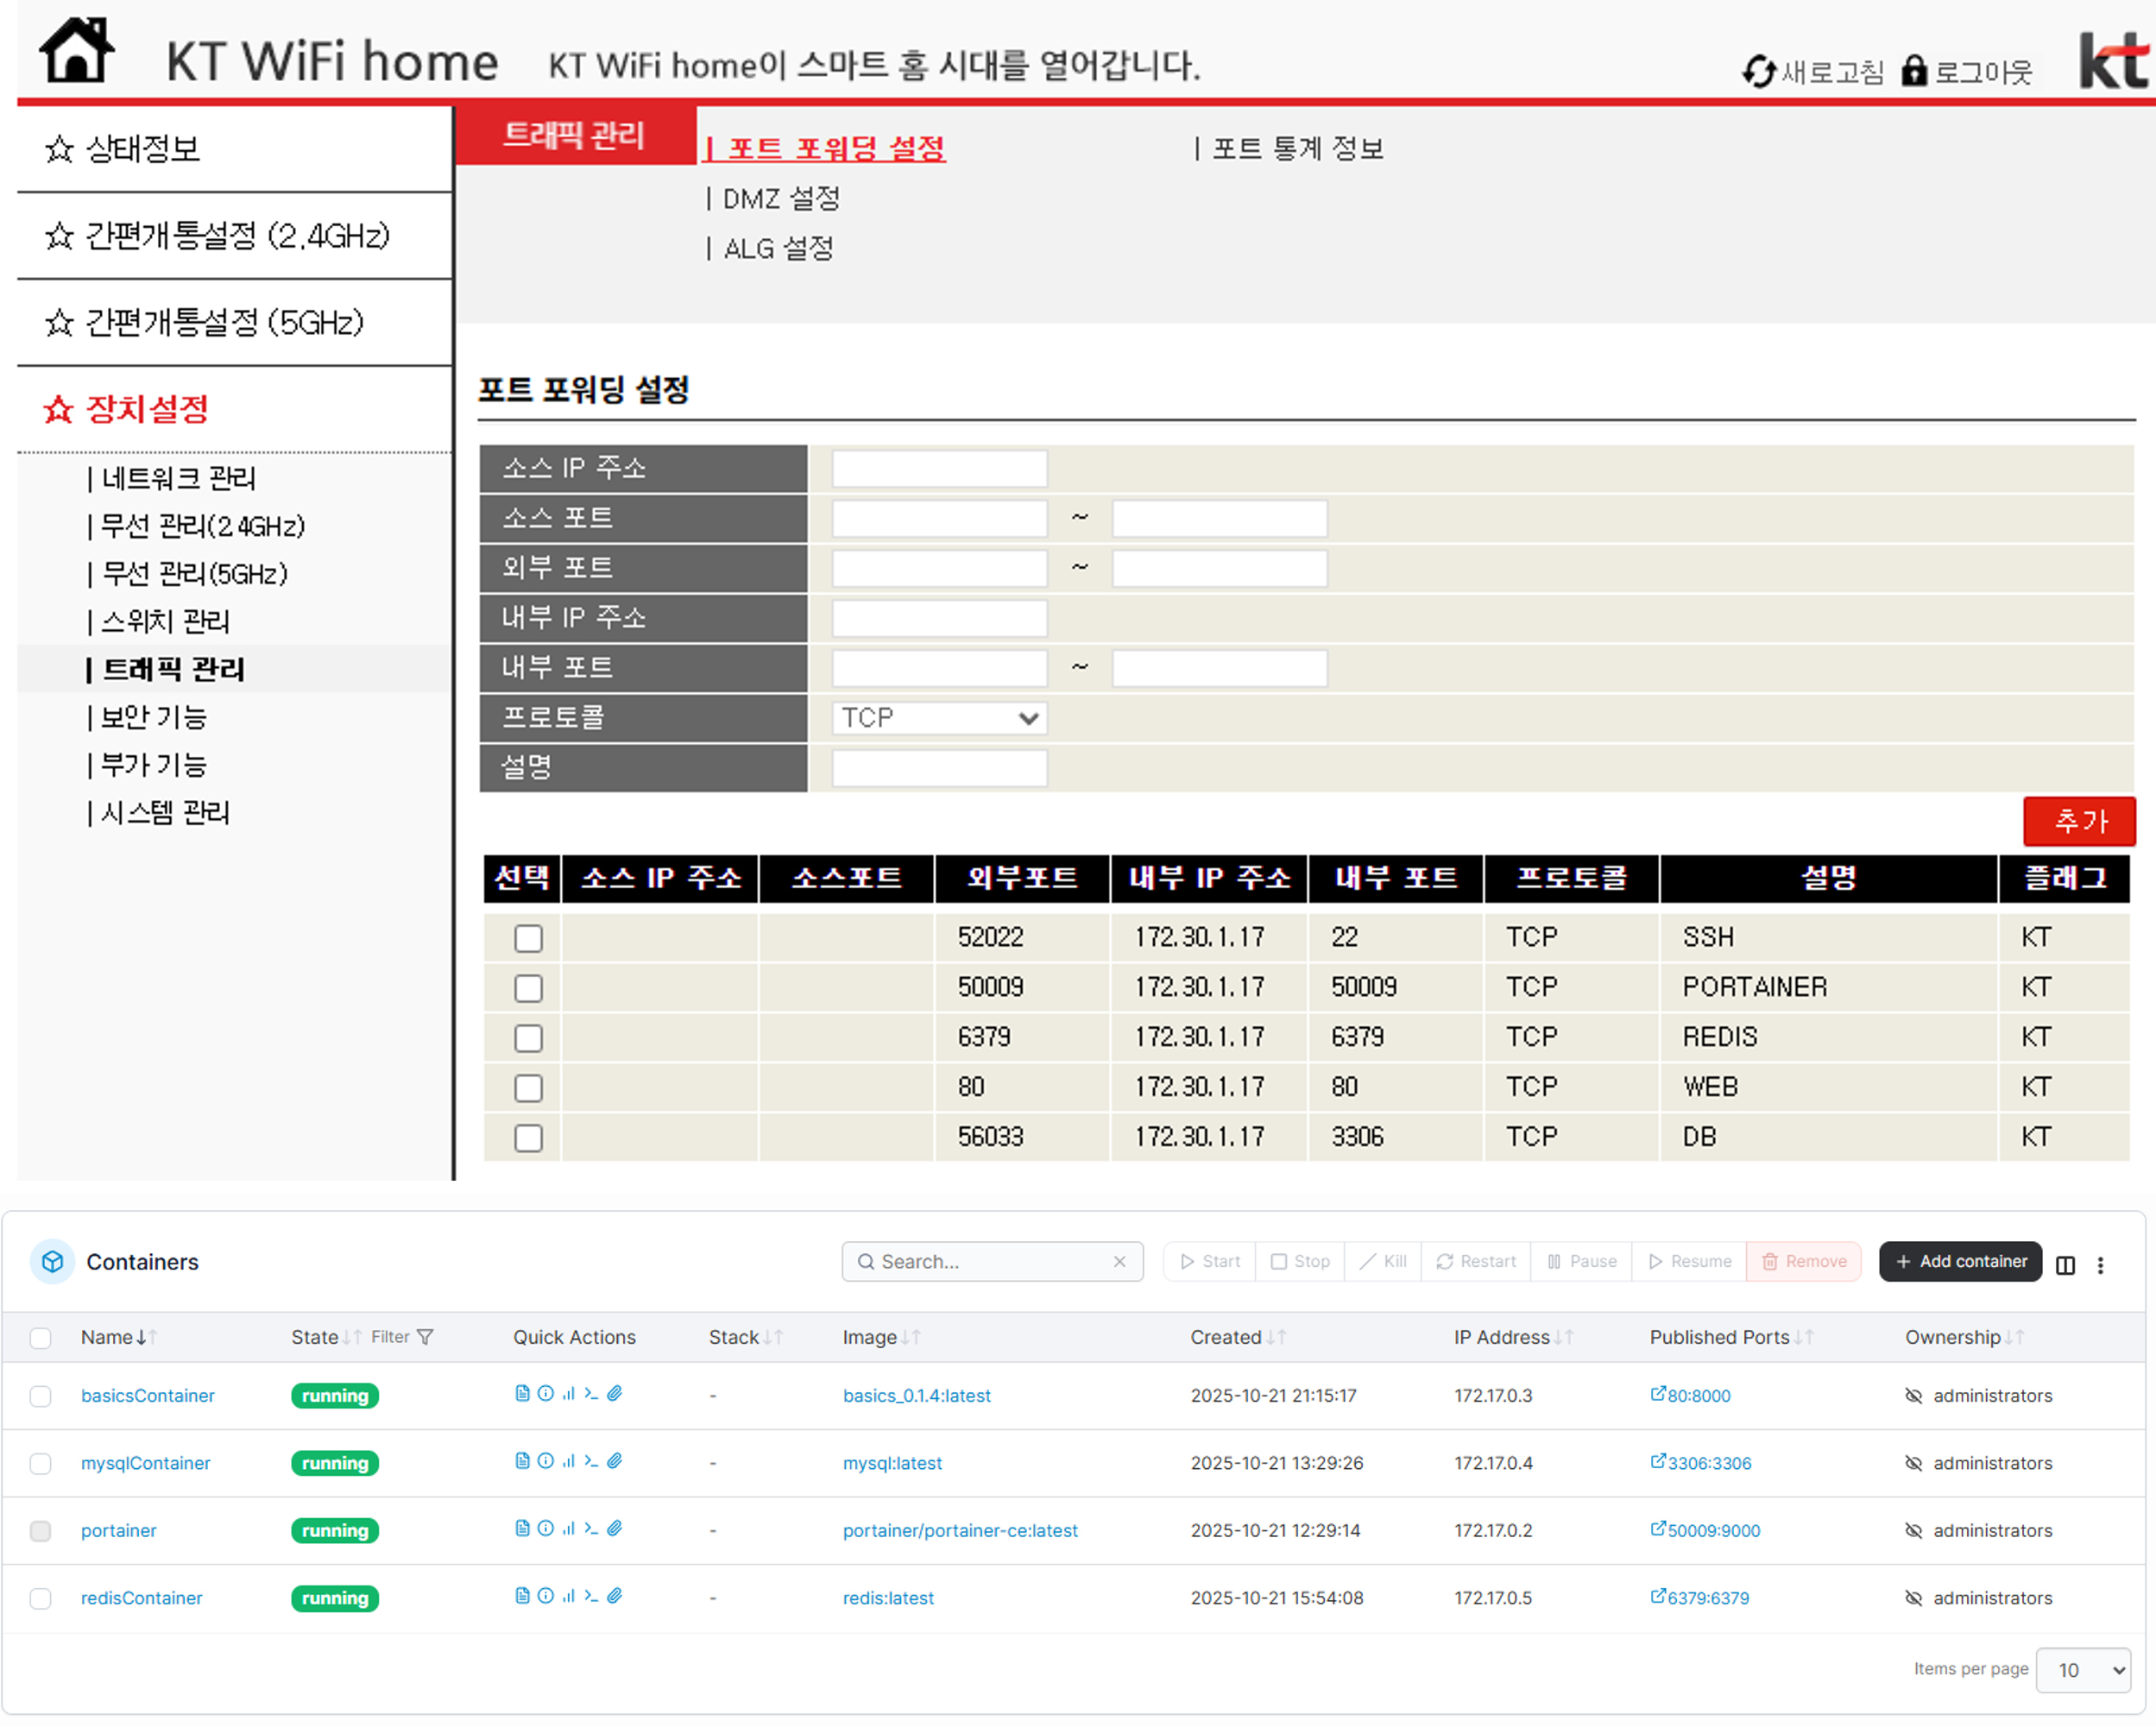 KT WiFi home KT WiFi home이 스마트 홈 시대를 열어갑니다. 새로고침 로그아웃 kt
☆ 상태정보
☆ 간편개통설정 (2.4GHz)
☆ 간편개통설정 (5GHz)
☆ 장치설정
| 네트워크 관리
| 무선 관리(2.4GHz)
| 무선 관리(5GHz)
| 스위치 관리
| 트래픽 관리
| 보안 기능
| 부가 기능
| 시스템 관리
트래픽 관리 | 포트 포워딩 설정 | 포트 통계 정보
| DMZ 설정
| ALG 설정
포트 포워딩 설정
소스 IP 주소
소스 포트 ~
외부 포트 ~
내부 IP 주소
내부 포트 ~
프로토콜 TCP
설명
추가
선택 소스 IP 주소 소스포트 외부포트 내부 IP 주소 내부 포트 프로토콜 설명 플래그
52022 172.30.1.17 22 TCP SSH KT
50009 172.30.1.17 50009 TCP PORTAINER KT
6379 172.30.1.17 6379 TCP REDIS KT
80 172.30.1.17 80 TCP WEB KT
56033 172.30.1.17 3306 TCP DB KT
Containers Search... Start Stop Kill Restart Pause Resume Remove + Add container
Name State Filter Quick Actions Stack Image Created IP Address Published Ports Ownership
basicsContainer running - basics_0.1.4:latest 2025-10-21 21:15:17 172.17.0.3 80:8000 administrators
mysqlContainer running - mysql:latest 2025-10-21 13:29:26 172.17.0.4 3306:3306 administrators
portainer running - portainer/portainer-ce:latest 2025-10-21 12:29:14 172.17.0.2 50009:9000 administrators
redisContainer running - redis:latest 2025-10-21 15:54:08 172.17.0.5 6379:6379 administrators
Items per page 10